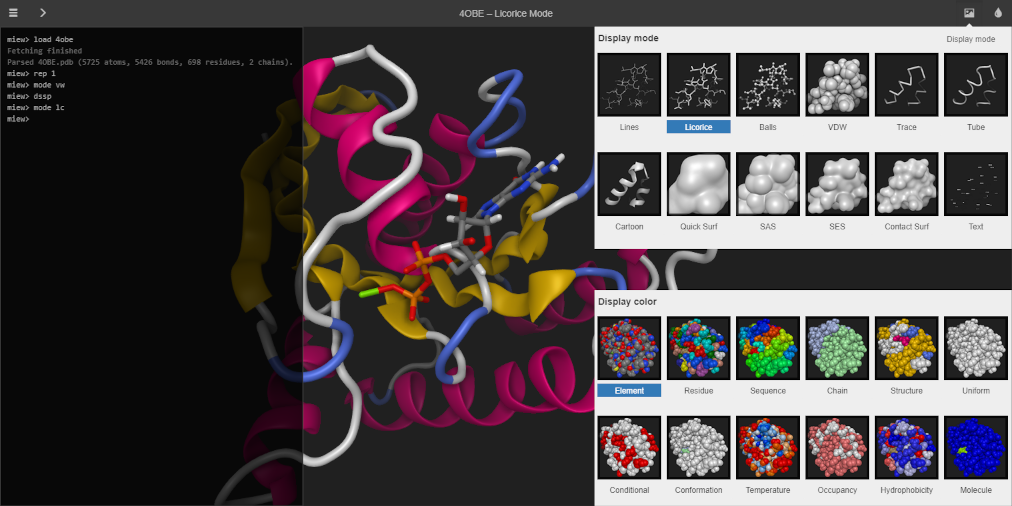 4OBE – Licorice Mode
miew> load 4obe
Fetching finished
Parsed 4OBE.pdb (5725 atoms, 5426 bonds, 698 residues, 2 chains).
miew> rep 1
miew> mode vw
miew> dssp
miew> mode lc
miew>
Display mode
Display mode
Lines
Licorice
Balls
VDW
Trace
Tube
Cartoon
Quick Surf
SAS
SES
Contact Surf
Text
Display color
Element
Residue
Sequence
Chain
Structure
Uniform
Conditional
Conformation
Temperature
Occupancy
Hydrophobicity
Molecule